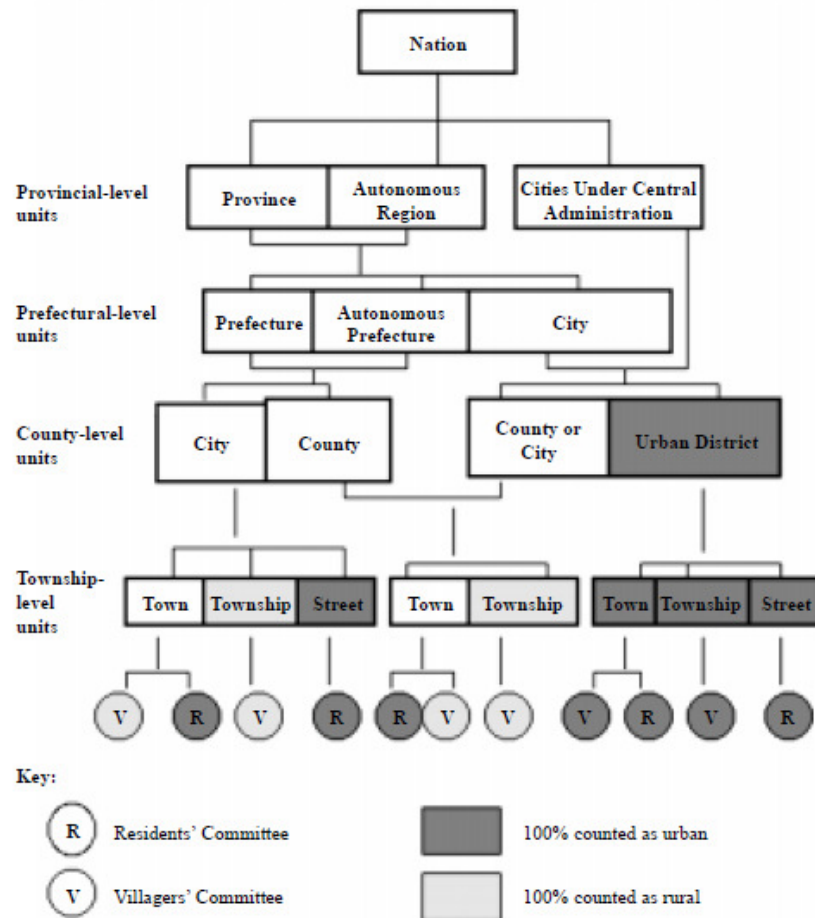 Nation
Provincial-level
units
Province
Autonomous
Region
Cities Under Central
Administration
Prefectural-level
units
Prefecture
Autonomous
Prefecture
City
County-level
units
City
County
County or
City
Urban District
Township-
level
units
Town
Township
Street
Town
Township
Town
Township
Street
V
R
V
R
R
V
V
V
R
V
R
Key:
R
Residents’ Committee
100% counted as urban
V
Villagers’ Committee
100% counted as rural